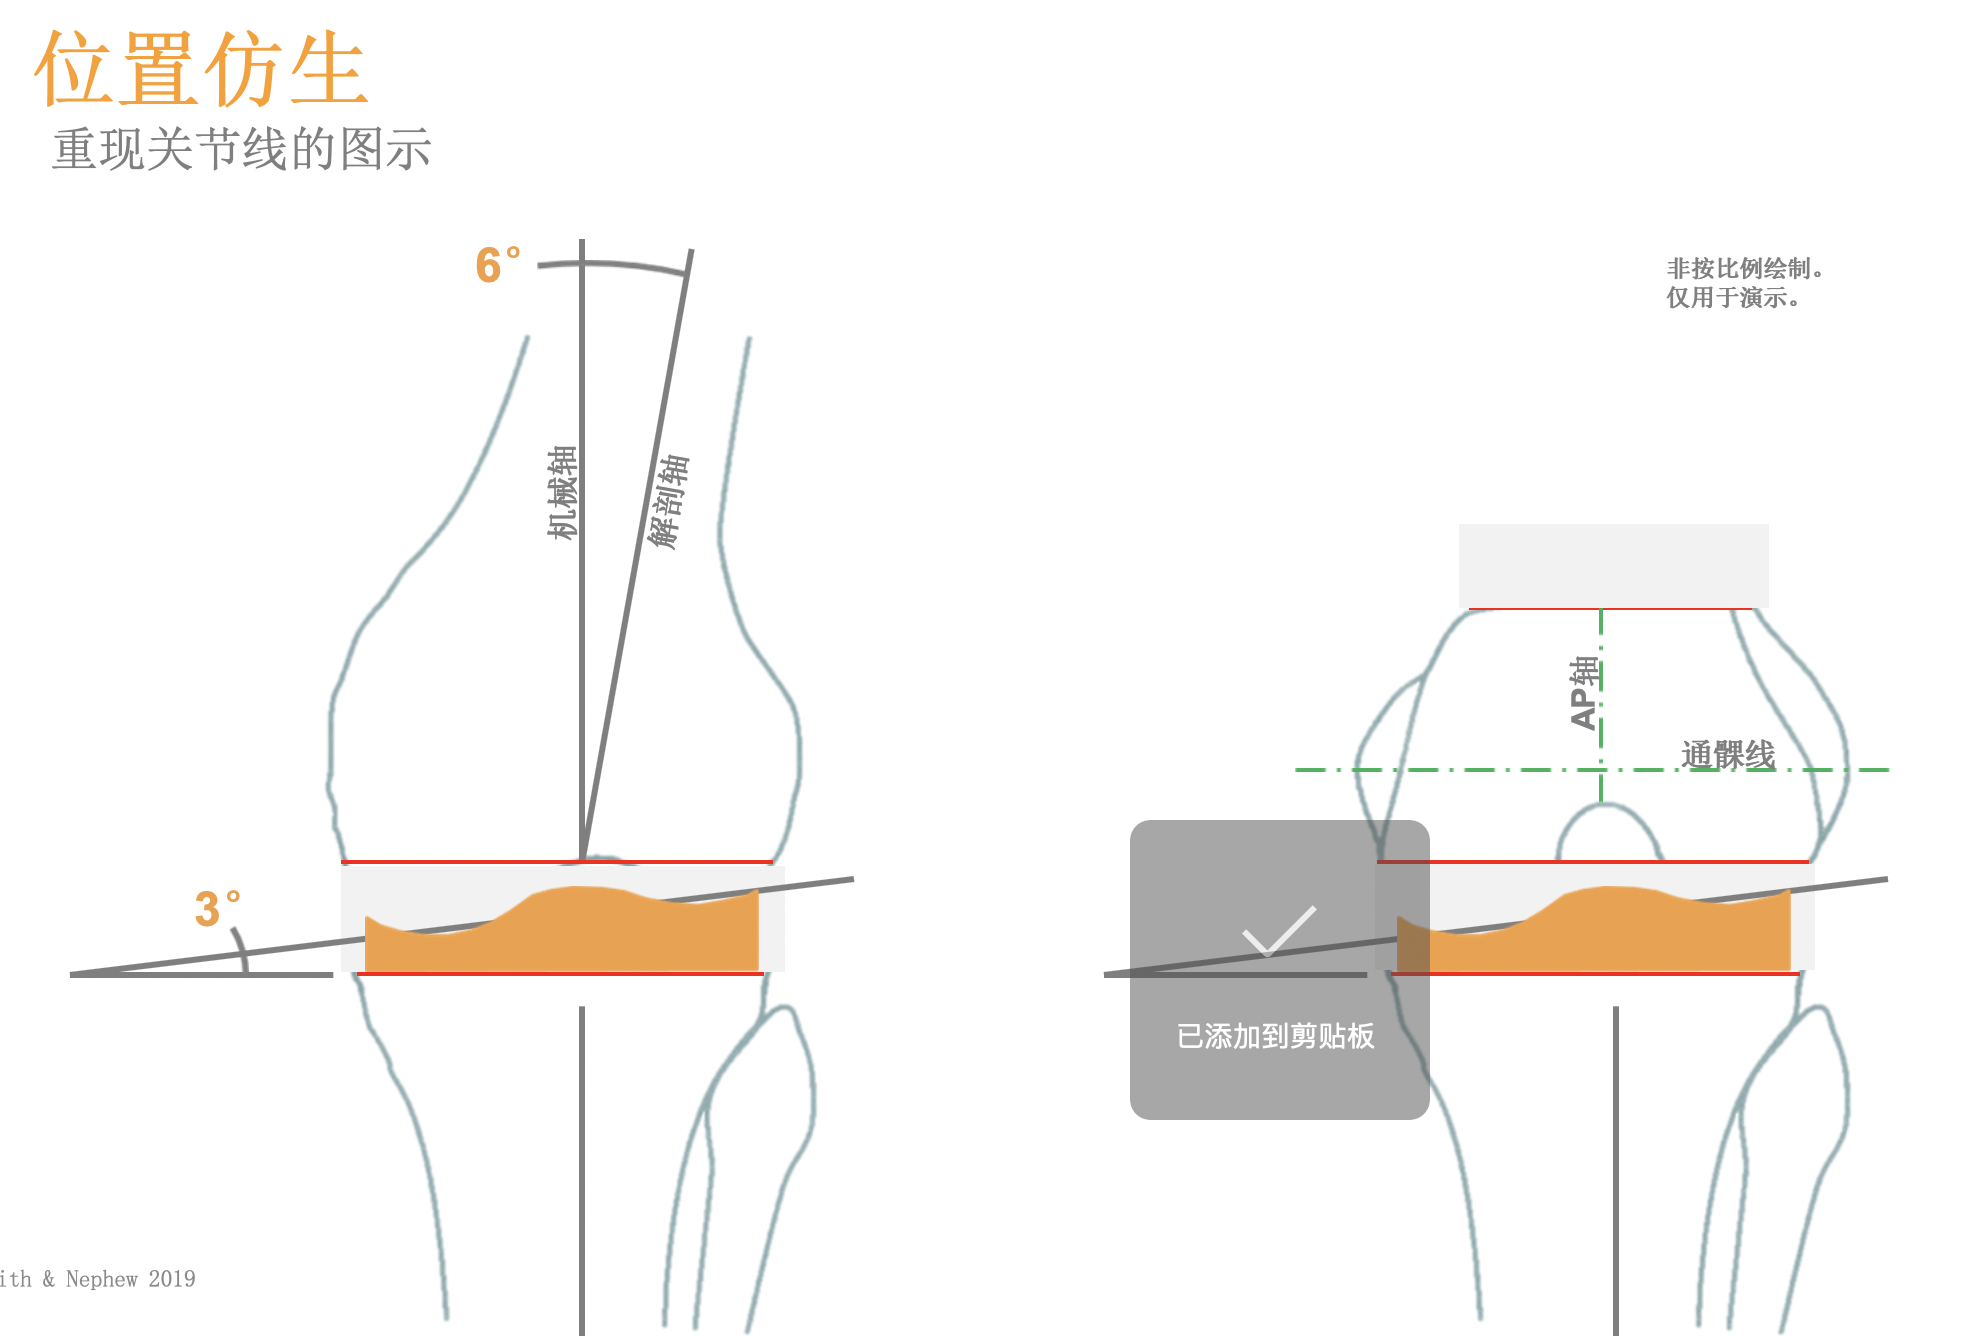 位置仿生
重现关节线的图示
6°
非按比例绘制。
仅用于演示。
机械轴
解剖轴
AP轴
通髁线
3°
已添加到剪贴板
ith & Nephew 2019